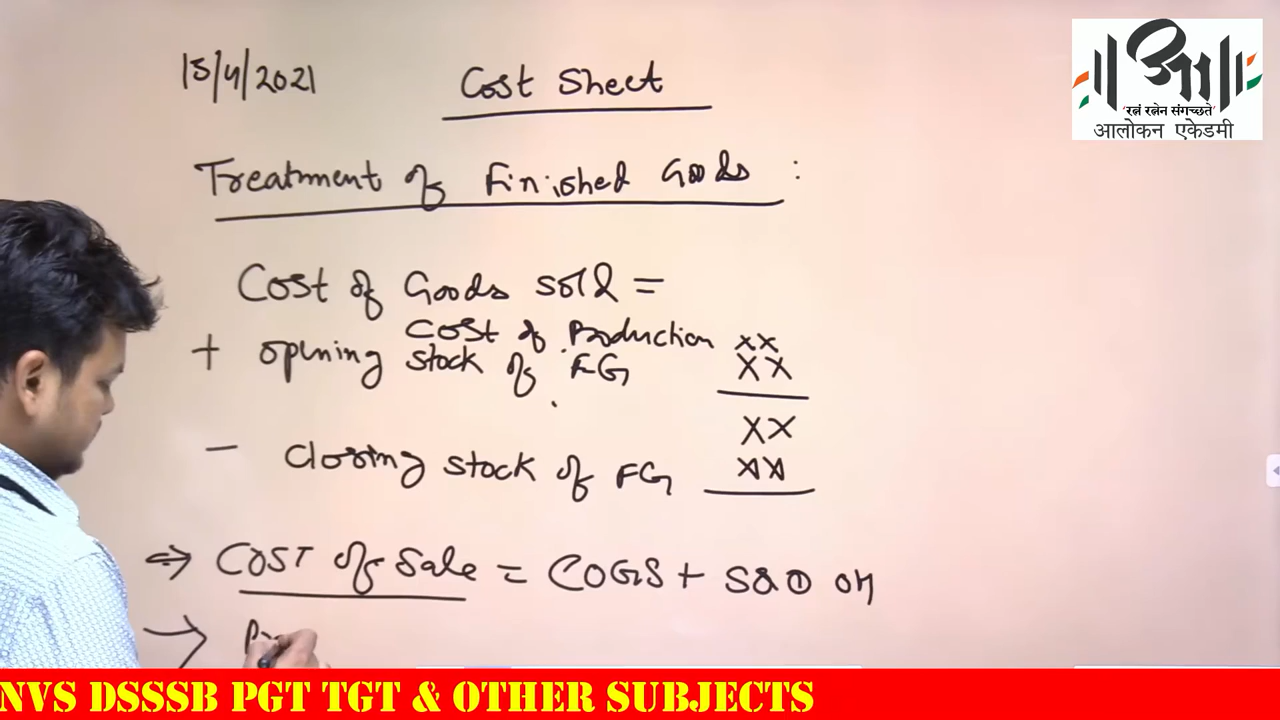 15/4/2021
Cost Sheet
'रत्नं रत्नेन संगच्छते'
आलोकन एकेडमी
Treatment of Finished Goods :
Cost of Goods sold =
Cost of Production XX
+ opening stock of FG XX
XX
- Closing stock of FG XX
⇒ COST of Sale = COGS + S&D OH
→
NVS DSSSB PGT TGT & OTHER SUBJECTS